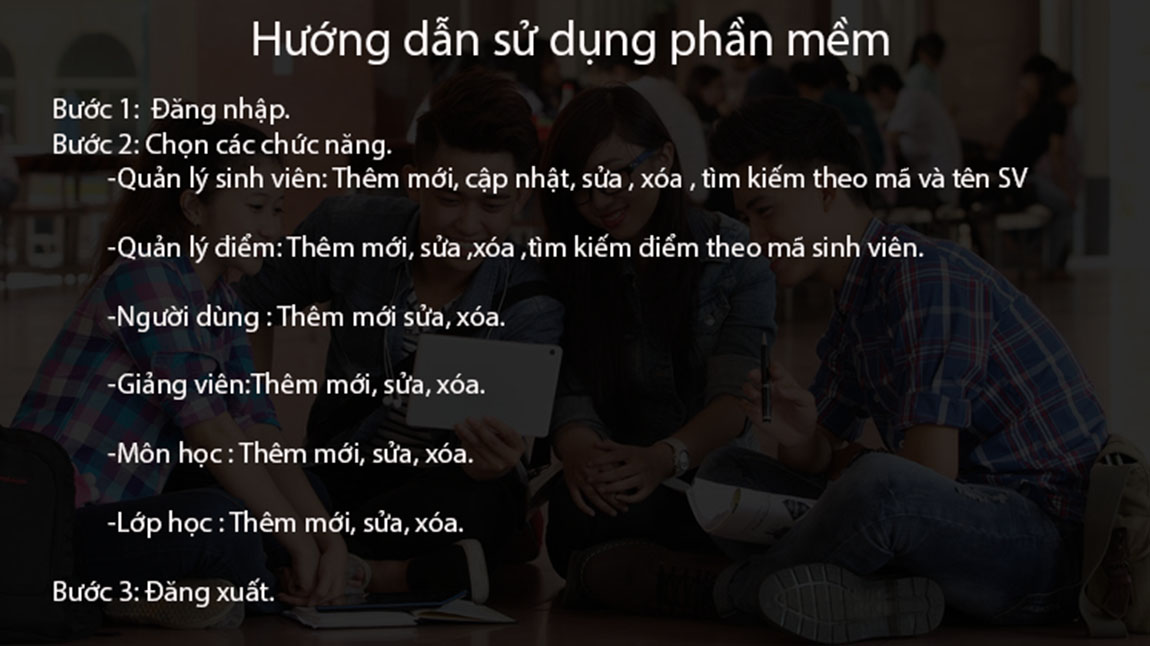 Hướng dẫn sử dụng phần mềm
Bước 1:  Đăng nhập.
Bước 2: Chọn các chức năng.
-Quản lý sinh viên: Thêm mới, cập nhật, sửa , xóa , tìm kiếm theo mã và tên SV
-Quản lý điểm: Thêm mới, sửa ,xóa ,tìm kiếm điểm theo mã sinh viên.
-Người dùng : Thêm mới sửa, xóa.
-Giảng viên:Thêm mới, sửa, xóa.
-Môn học : Thêm mới, sửa, xóa.
-Lớp học : Thêm mới, sửa, xóa.
Bước 3: Đăng xuất.